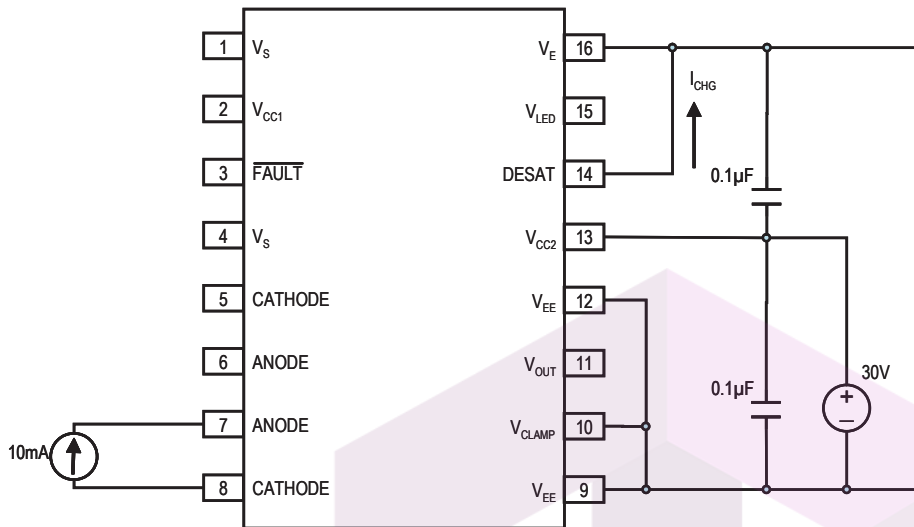 1 V_S
2 V_CC1
3 FAULT
4 V_S
5 CATHODE
6 ANODE
7 ANODE
8 CATHODE
V_E 16
V_LED 15
DESAT 14
V_CC2 13
V_EE 12
V_OUT 11
V_CLAMP 10
V_EE 9
10mA
I_CHG
0.1µF
0.1µF
30V
+
–